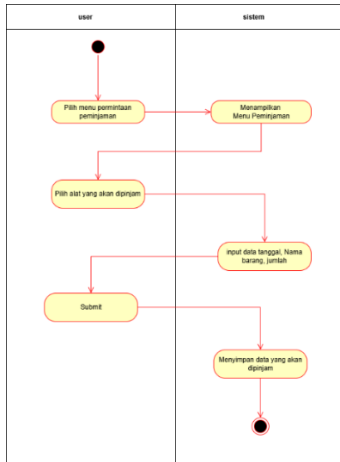 user
sistem
Pilih menu permintaan
peminjaman
Menampilkan
Menu Peminjaman
Pilih alat yang akan dipinjam
input data tanggal, Nama
barang, jumlah
Submit
Menyimpan data yang akan
dipinjam